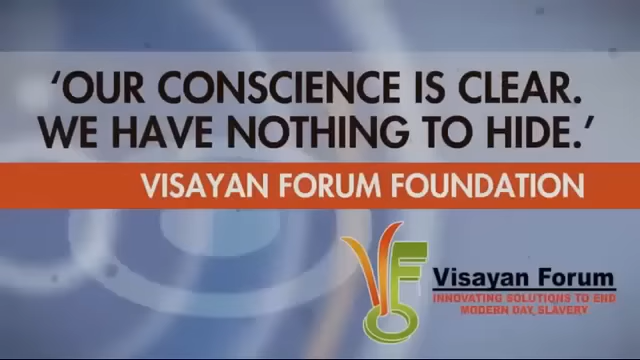 ‘OUR CONSCIENCE IS CLEAR.
WE HAVE NOTHING TO HIDE.’
VISAYAN FORUM FOUNDATION
VF
Visayan Forum
INNOVATING SOLUTIONS TO END
MODERN DAY SLAVERY